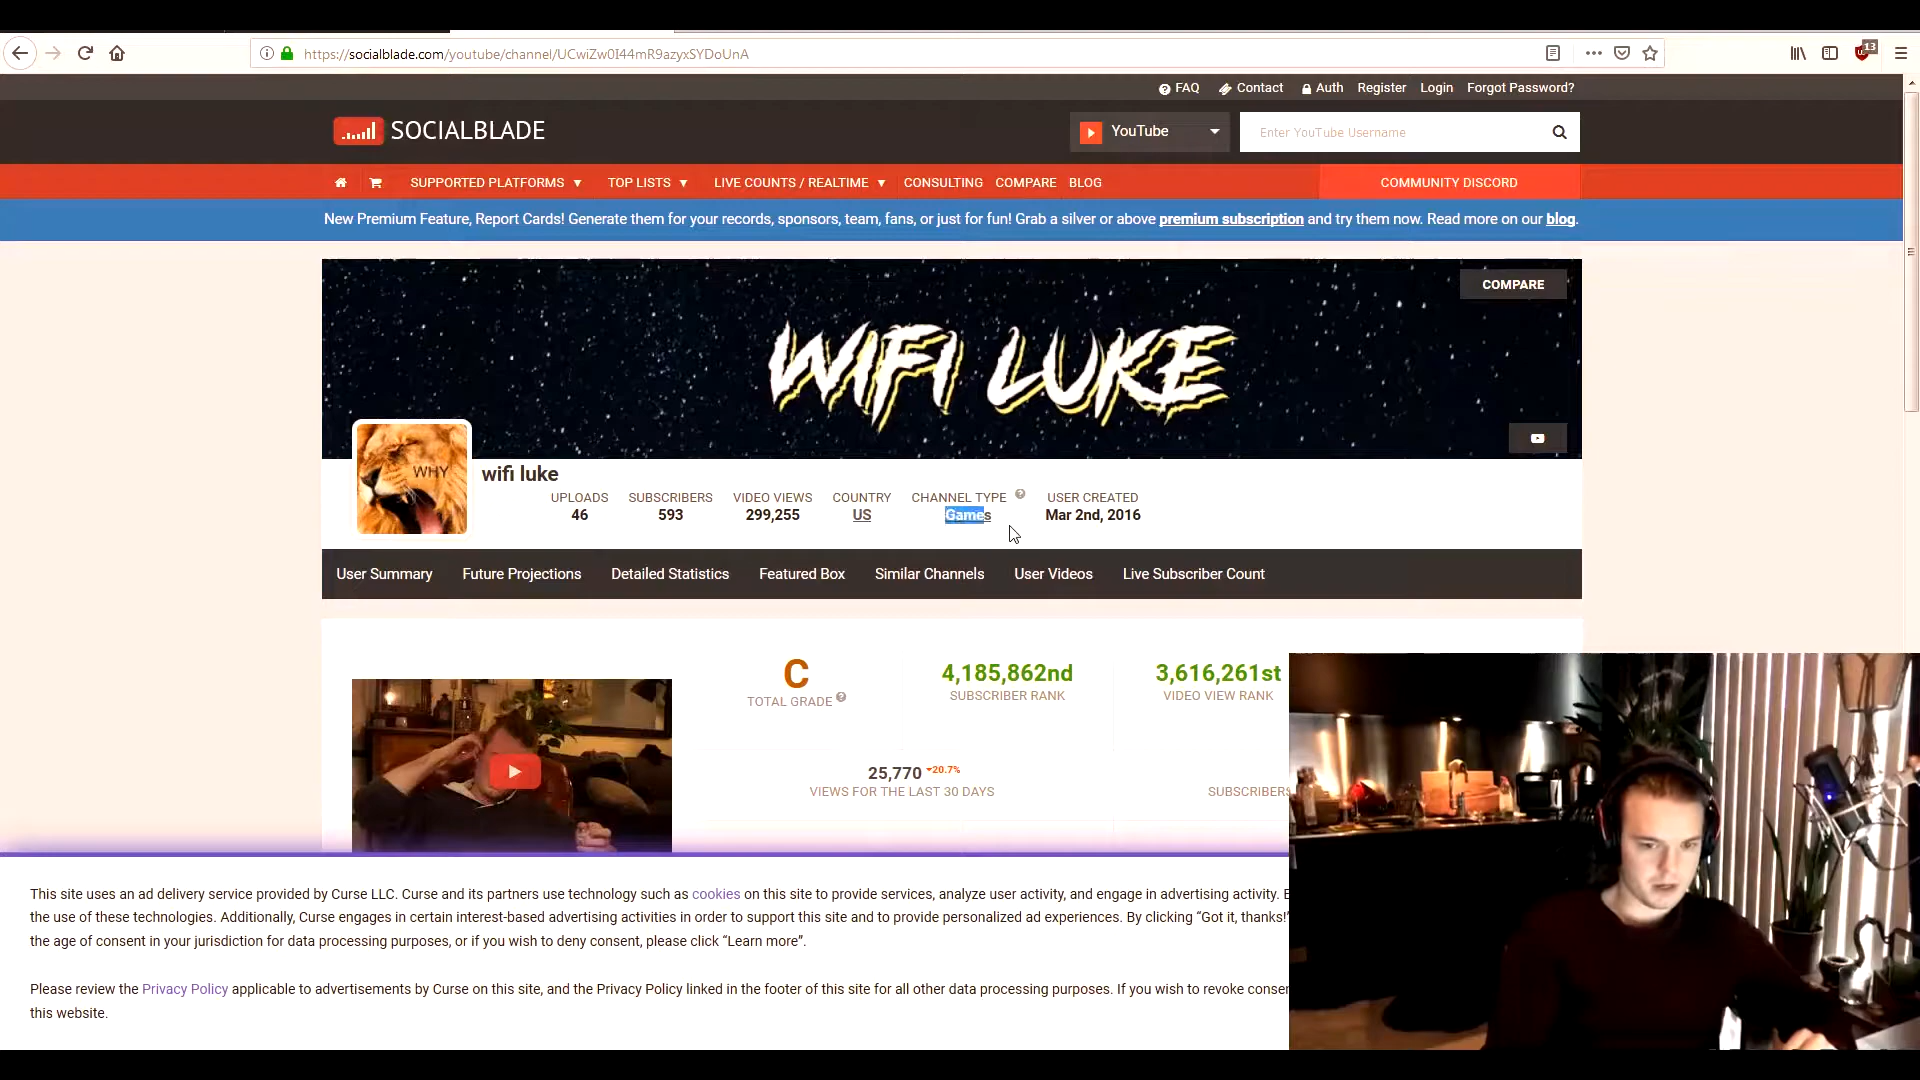 https://socialblade.com/youtube/channel/UCwiZw0I44mR9azyxSYDoUnA
13
FAQ Contact Auth Register Login Forgot Password?
SOCIALBLADE
YouTube
Enter YouTube Username
SUPPORTED PLATFORMS TOP LISTS LIVE COUNTS / REALTIME CONSULTING COMPARE BLOG
COMMUNITY DISCORD
New Premium Feature, Report Cards! Generate them for your records, sponsors, team, fans, or just for fun! Grab a silver or above premium subscription and try them now. Read more on our blog.
COMPARE
WIFI LUKE
WHY
wifi luke
UPLOADS SUBSCRIBERS VIDEO VIEWS COUNTRY CHANNEL TYPE USER CREATED
46 593 299,255 US Games Mar 2nd, 2016
User Summary Future Projections Detailed Statistics Featured Box Similar Channels User Videos Live Subscriber Count
C 4,185,862nd 3,616,261st
TOTAL GRADE SUBSCRIBER RANK VIDEO VIEW RANK
25,770 20.7%
VIEWS FOR THE LAST 30 DAYS SUBSCRIBERS
This site uses an ad delivery service provided by Curse LLC. Curse and its partners use technology such as cookies on this site to provide services, analyze user activity, and engage in advertising activity.
the use of these technologies. Additionally, Curse engages in certain interest-based advertising activities in order to support this site and to provide personalized ad experiences. By clicking “Got it, thanks!”
the age of consent in your jurisdiction for data processing purposes, or if you wish to deny consent, please click “Learn more”.
Please review the Privacy Policy applicable to advertisements by Curse on this site, and the Privacy Policy linked in the footer of this site for all other data processing purposes. If you wish to revoke
this website.